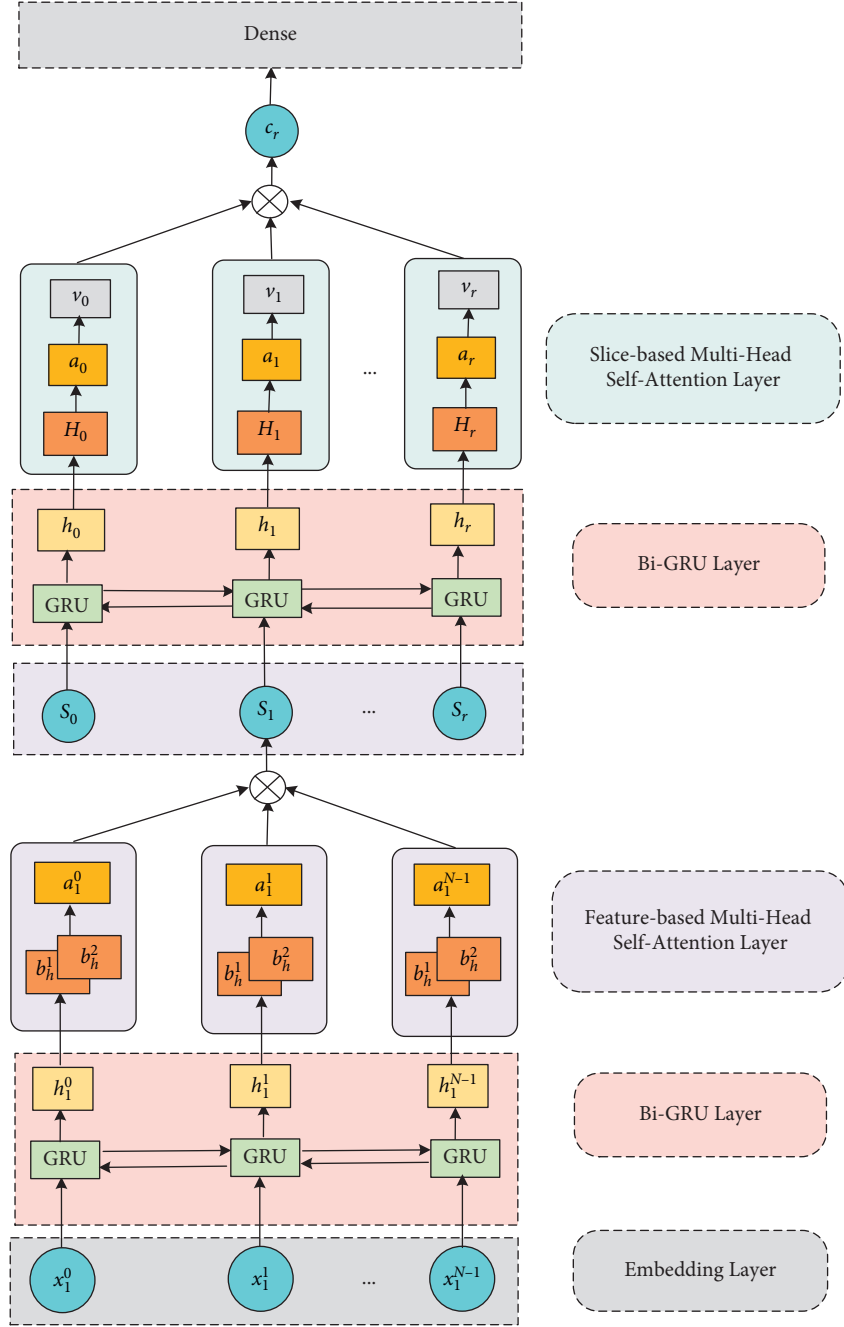 Dense
c_r
v_0 v_1 v_r
a_0 a_1 ... a_r
Slice-based Multi-Head
Self-Attention Layer
H_0 H_1 H_r
h_0 h_1 h_r
Bi-GRU Layer
GRU GRU GRU
S_0 S_1 ... S_r
a_1^0 a_1^1 a_1^{N–1}
Feature-based Multi-Head
Self-Attention Layer
b_h^1 b_h^2 b_h^1 b_h^2 b_h^1 b_h^2
h_1^0 h_1^1 h_1^{N–1}
Bi-GRU Layer
GRU GRU GRU
x_1^0 x_1^1 ... x_1^{N–1}
Embedding Layer